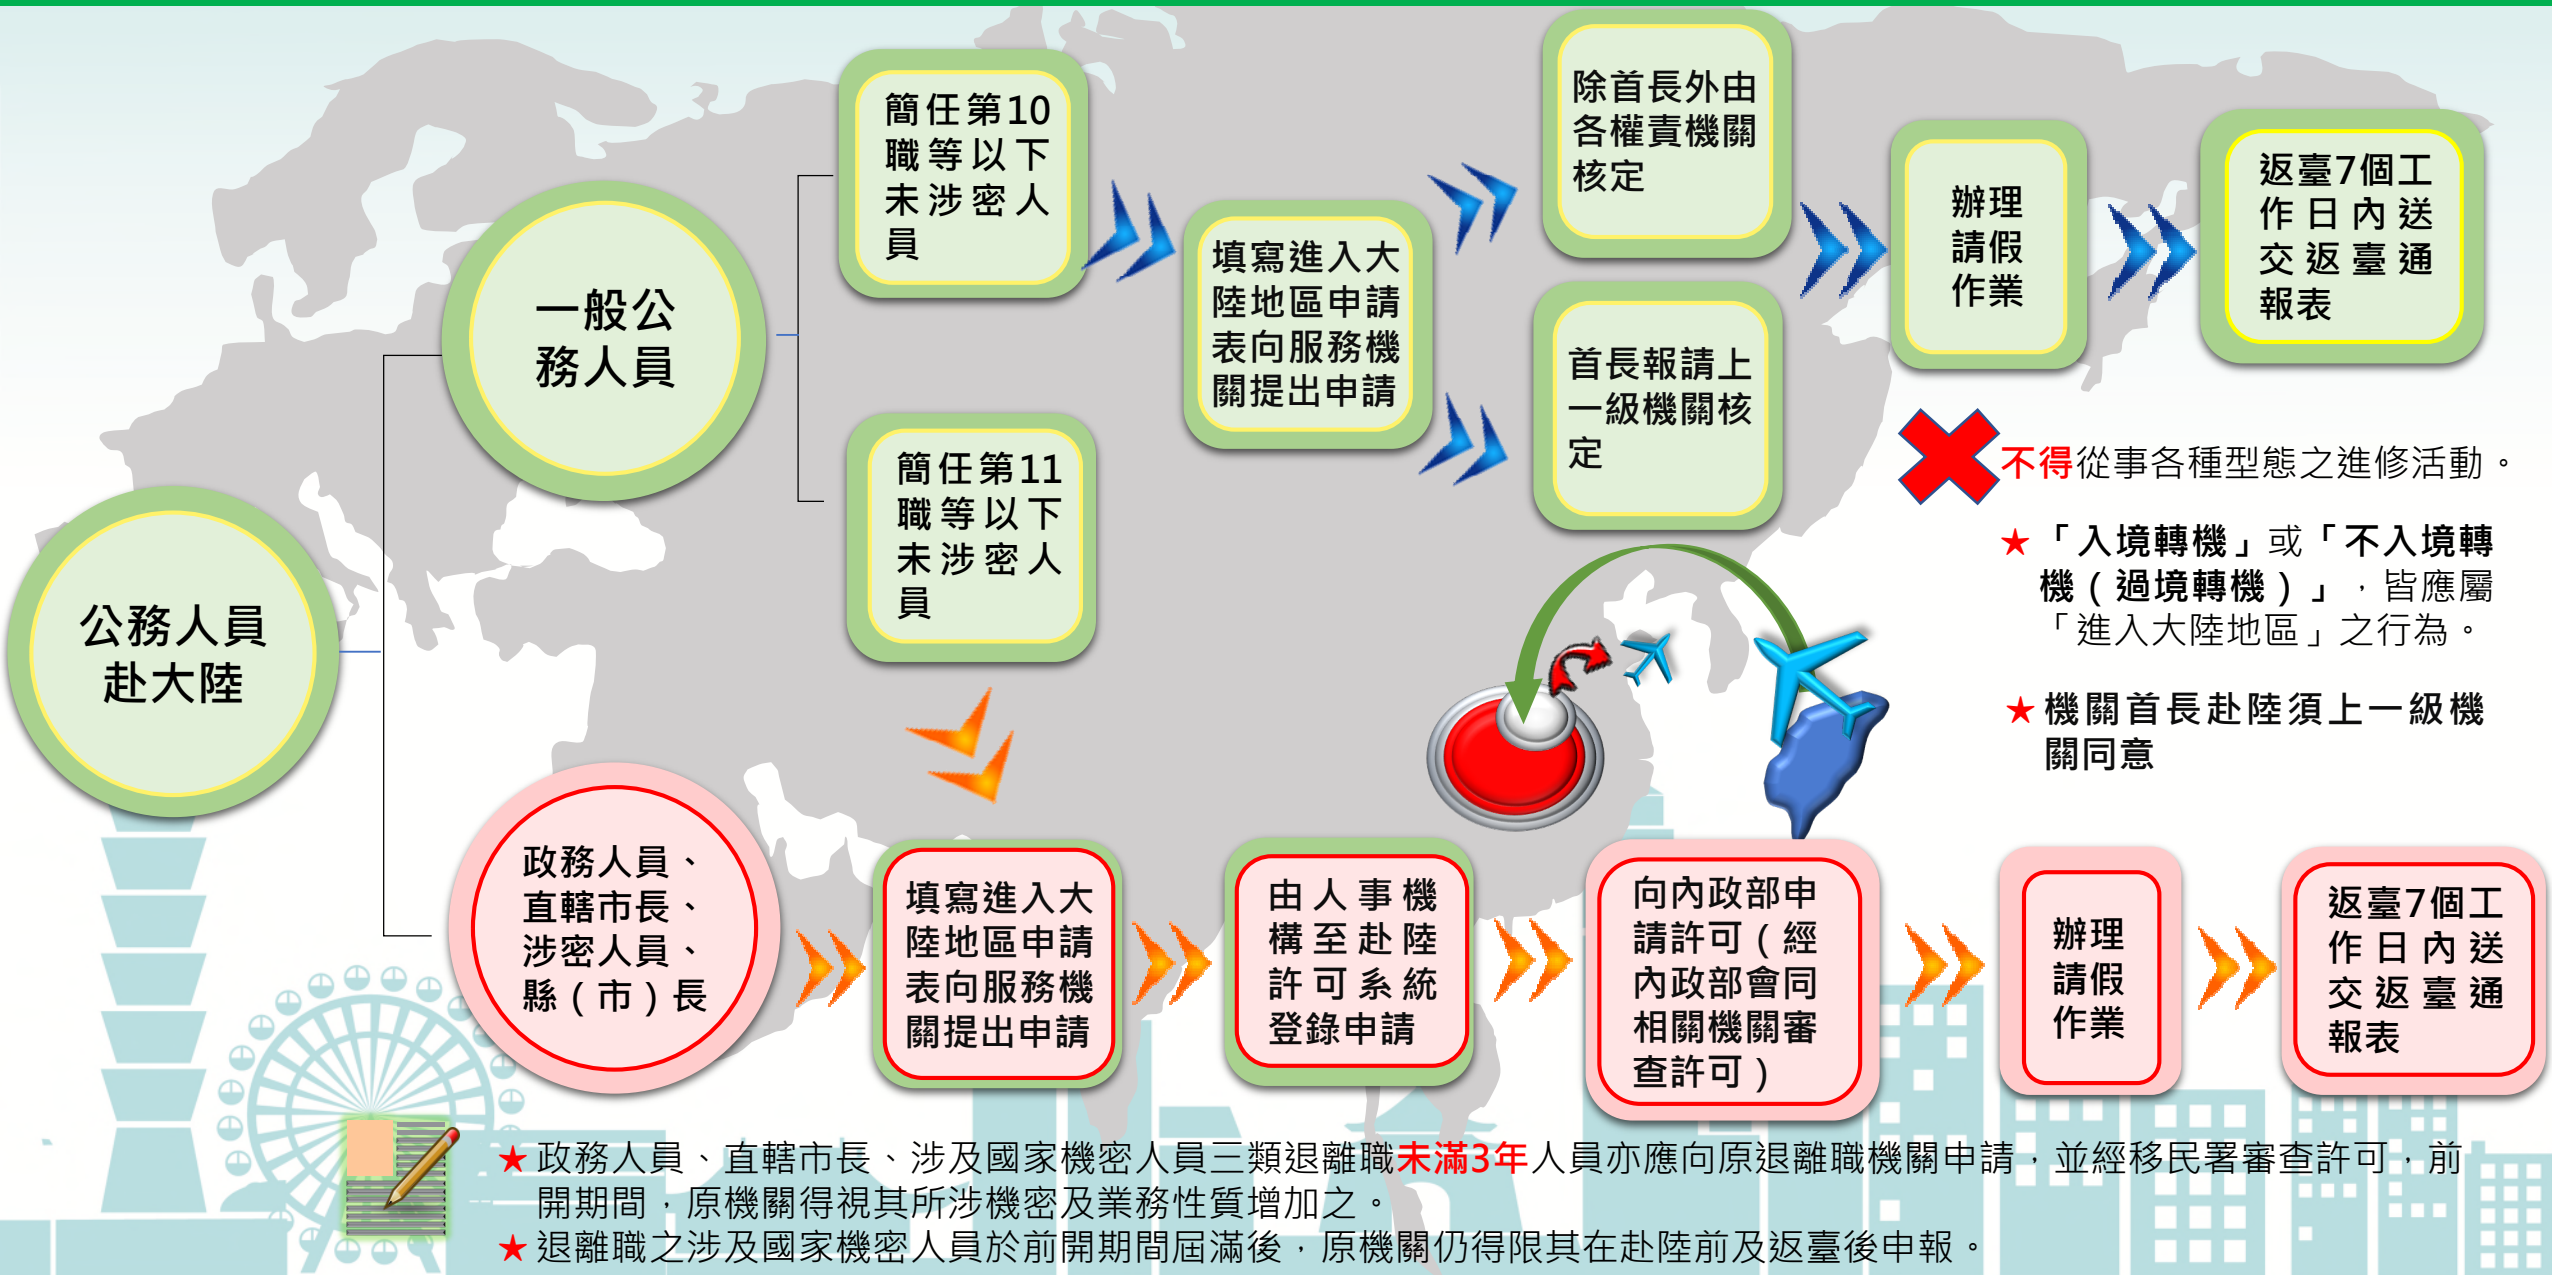 公務人員
赴大陸
一般公
務人員
簡任第10
職等以下
未涉密人
員
填寫進入大
陸地區申請
表向服務機
關提出申請
除首長外由
各權責機關
核定
首長報請上
一級機關核
定
辦理
請假
作業
返臺7個工
作日內送
交返臺通
報表
簡任第11
職等以下
未涉密人
員
不得從事各種型態之進修活動。
★「入境轉機」或「不入境轉
機(過境轉機)」,皆應屬
「進入大陸地區」之行為。
★機關首長赴陸須上一級機
關同意
政務人員、
直轄市長、
涉密人員、
縣(市)長
填寫進入大
陸地區申請
表向服務機
關提出申請
由人事機
構至赴陸
許可系統
登錄申請
向內政部申
請許可(經
內政部會同
相關機關審
查許可)
辦理
請假
作業
返臺7個工
作日內送
交返臺通
報表
★政務人員、直轄市長、涉及國家機密人員三類退離職未滿3年人員亦應向原退離職機關申請,並經移民署審查許可,前
開期間,原機關得視其所涉機密及業務性質增加之。
★退離職之涉及國家機密人員於前開期間屆滿後,原機關仍得限其在赴陸前及返臺後申報。